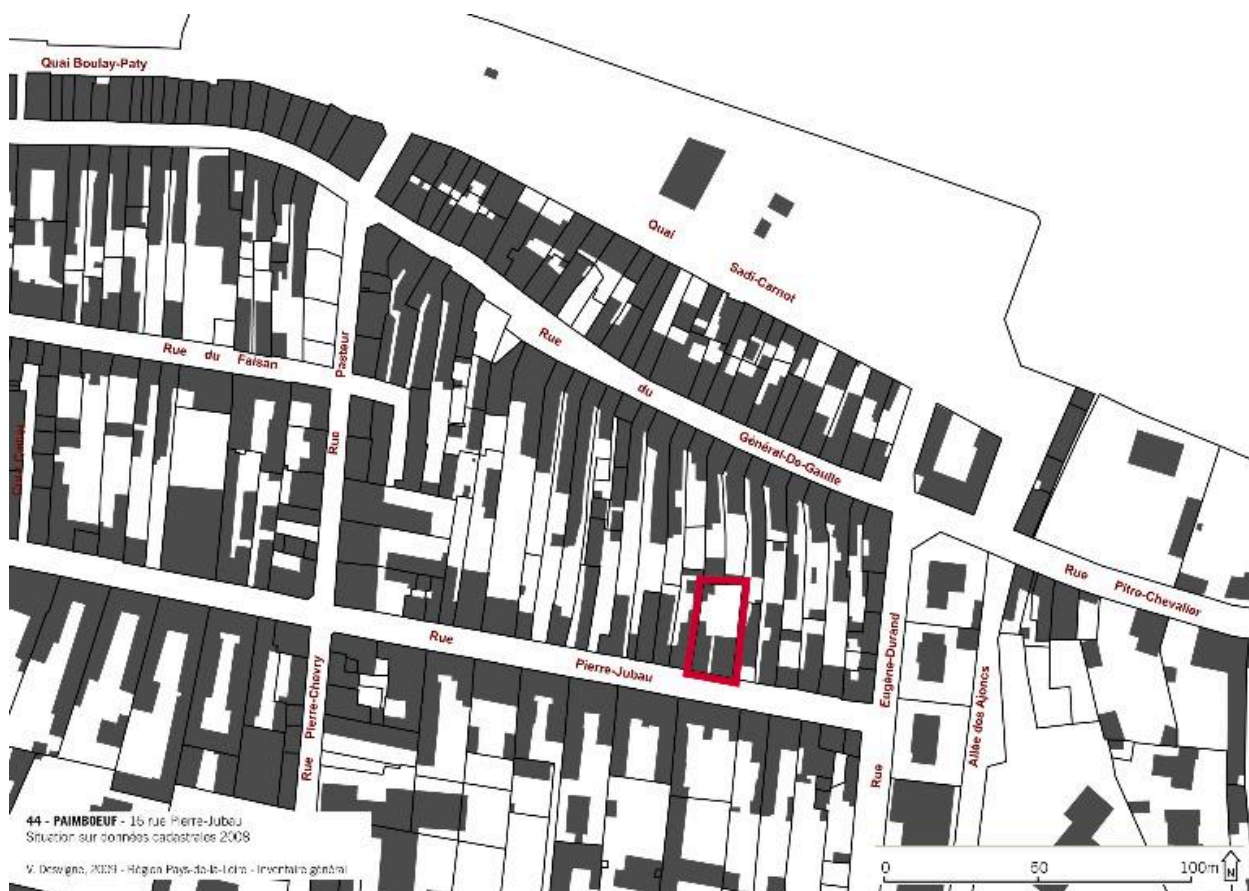 Quai Boulay-Paty
Quai
Sadi-Carnot
Rue du Faisan
Pasteur
Rue
Rue
du
Général-De-Gaulle
Rue
Pitre-Chevalier
Rue
Pierre-Jubau
Rue Pierre-Chevry
Eugène-Durand
Rue
Allée des Ajoncs
44 - PAIMBOEUF - 16 rue Pierre-Jubau
Situation sur données cadastrales 2008
V. Desvigne, 2009 - Région Pays-de-la-Loire - Inventaire général
0 50 100m
N